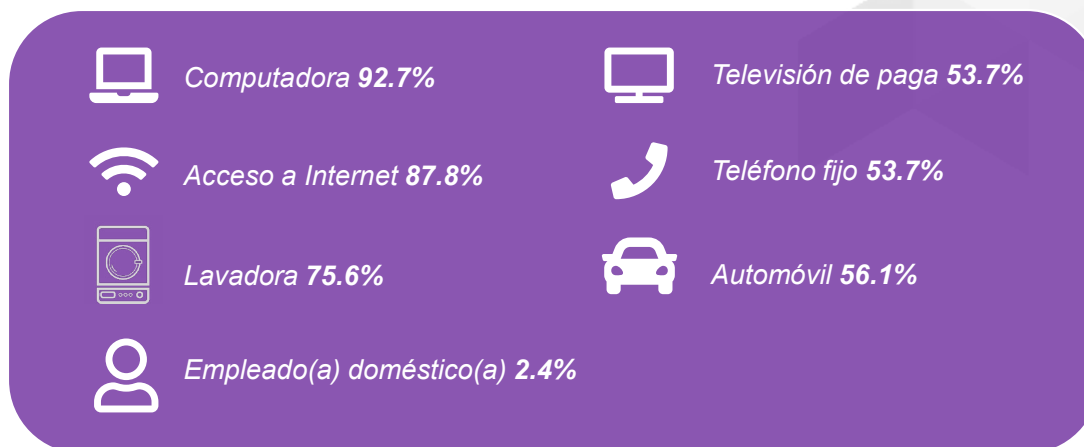 Computadora 92.7%
Acceso a Internet 87.8%
Lavadora 75.6%
Empleado(a) doméstico(a) 2.4%
Televisión de paga 53.7%
Teléfono fijo 53.7%
Automóvil 56.1%